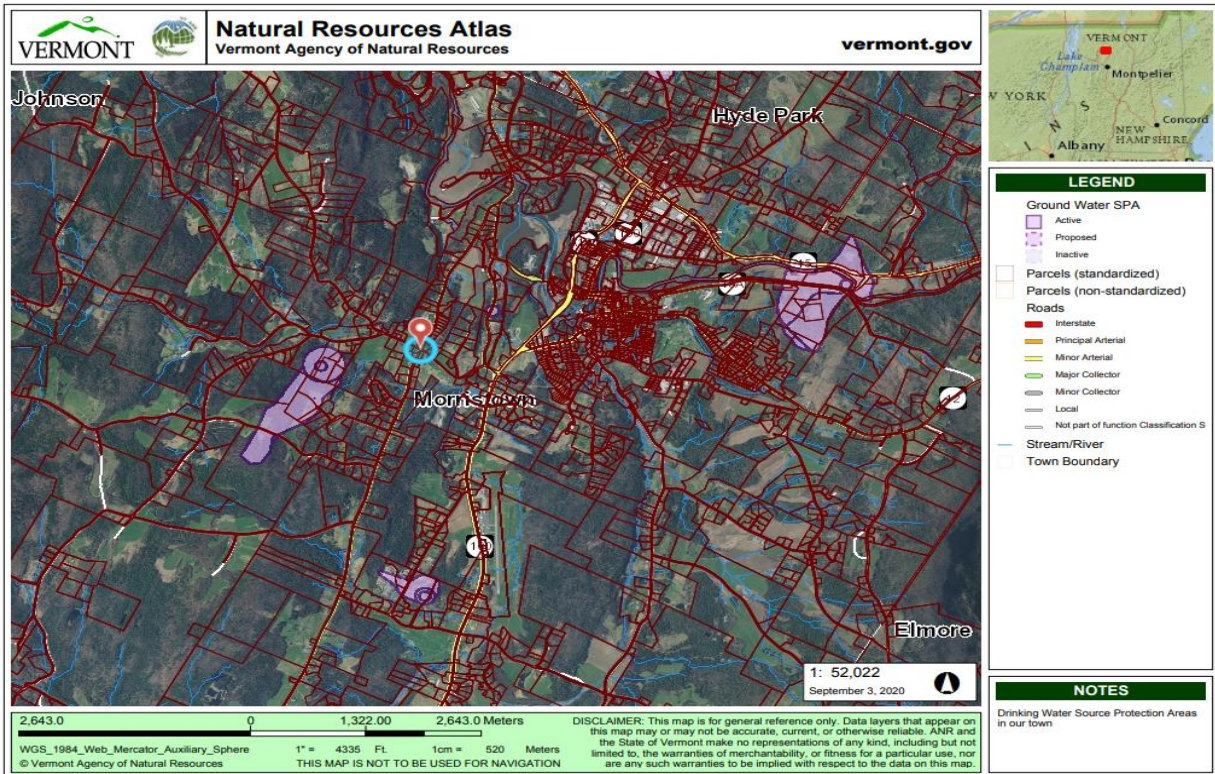 VERMONT
Natural Resources Atlas
Vermont Agency of Natural Resources
vermont.gov
Johnson
Hyde Park
Morristown
Elmore
15
12
1: 52,022
September 3, 2020
VERMONT
Lake
Champlain
Montpelier
W YORK
Concord
NEW
HAMPSHIRE
Albany
LEGEND
Ground Water SPA
Active
Proposed
Inactive
Parcels (standardized)
Parcels (non-standardized)
Roads
Interstate
Principal Arterial
Minor Arterial
Major Collector
Minor Collector
Local
Not part of function Classification S
Stream/River
Town Boundary
NOTES
Drinking Water Source Protection Areas
in our town
2,643.0 0 1,322.00 2,643.0 Meters
WGS_1984_Web_Mercator_Auxiliary_Sphere 1" = 4335 Ft. 1cm = 520 Meters
© Vermont Agency of Natural Resources THIS MAP IS NOT TO BE USED FOR NAVIGATION
DISCLAIMER: This map is for general reference only. Data layers that appear on
this map may or may not be accurate, current, or otherwise reliable. ANR and
the State of Vermont make no representations of any kind, including but not
limited to, the warranties of merchantability, or fitness for a particular use, nor
are any such warranties to be implied with respect to the data on this map.